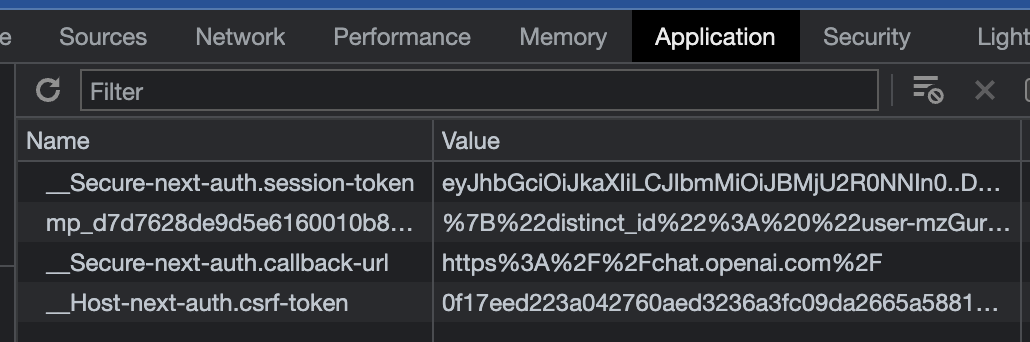 e Sources Network Performance Memory Application Security Light
Filter
Name Value
__Secure-next-auth.session-token eyJhbGciOiJkaXIiLCJlbmMiOiJBMjU2R0NNIn0..D...
mp_d7d7628de9d5e6160010b8... %7B%22distinct_id%22%3A%20%22user-mzGur...
__Secure-next-auth.callback-url https%3A%2F%2Fchat.openai.com%2F
__Host-next-auth.csrf-token 0f17eed223a042760aed3236a3fc09da2665a5881...